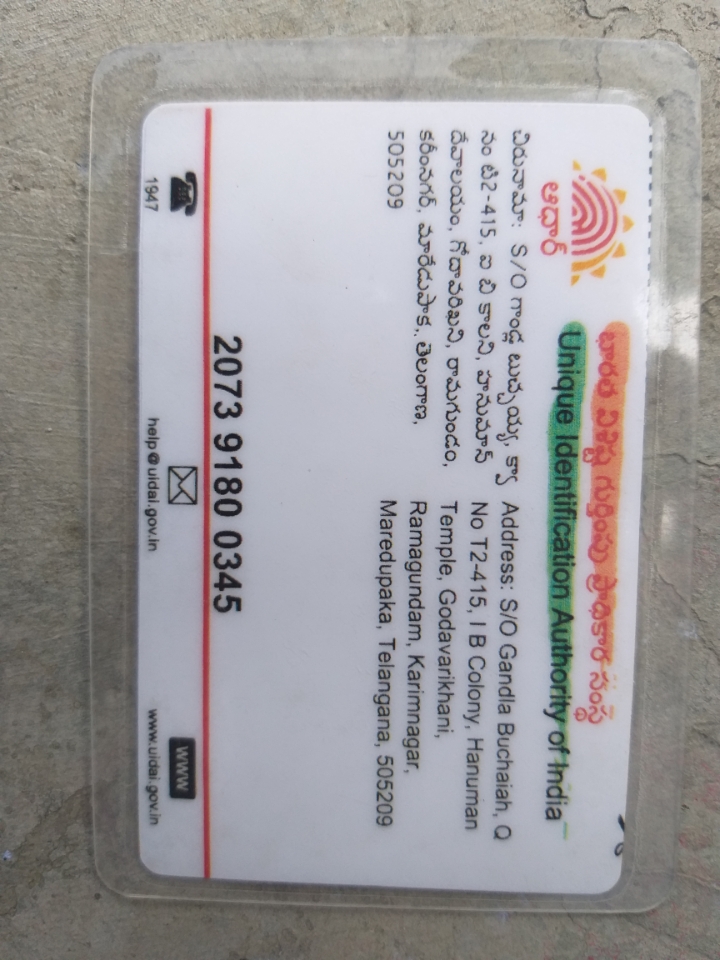 భారత విశిష్ట గుర్తింపు ప్రాధికార సంస్థ
Unique Identification Authority of India
ఆధార్
చిరునామా: S/O గాండ్ల బుచ్చయ్య, క్యా
నం టి2-415, ఐ బి కాలని, హనుమాన్
దేవాలయం, గోదావరిఖని, రామగుండం,
కరీంనగర్, మారేడుపాక, తెలంగాణ,
505209
Address: S/O Gandla Buchaiah, Q
No T2-415, I B Colony, Hanuman
Temple, Godavarikhani,
Ramagundam, Karimnagar,
Maredupaka, Telangana, 505209
2073 9180 0345
1947
help@uidai.gov.in
www
www.uidai.gov.in